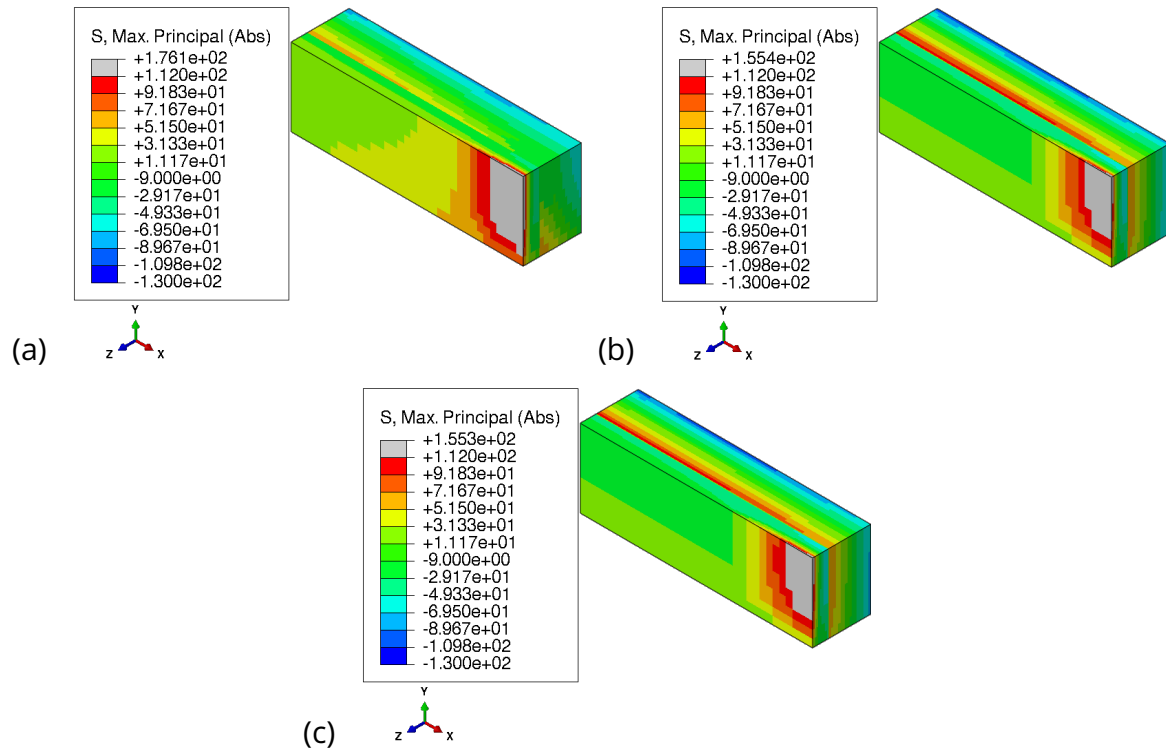 S, Max. Principal (Abs)
+1.761e+02
+1.120e+02
+9.183e+01
+7.167e+01
+5.150e+01
+3.133e+01
+1.117e+01
-9.000e+00
-2.917e+01
-4.933e+01
-6.950e+01
-8.967e+01
-1.098e+02
-1.300e+02
Y
Z
X
(a)
S, Max. Principal (Abs)
+1.554e+02
+1.120e+02
+9.183e+01
+7.167e+01
+5.150e+01
+3.133e+01
+1.117e+01
-9.000e+00
-2.917e+01
-4.933e+01
-6.950e+01
-8.967e+01
-1.098e+02
-1.300e+02
Y
Z
X
(b)
S, Max. Principal (Abs)
+1.553e+02
+1.120e+02
+9.183e+01
+7.167e+01
+5.150e+01
+3.133e+01
+1.117e+01
-9.000e+00
-2.917e+01
-4.933e+01
-6.950e+01
-8.967e+01
-1.098e+02
-1.300e+02
Y
Z
X
(c)